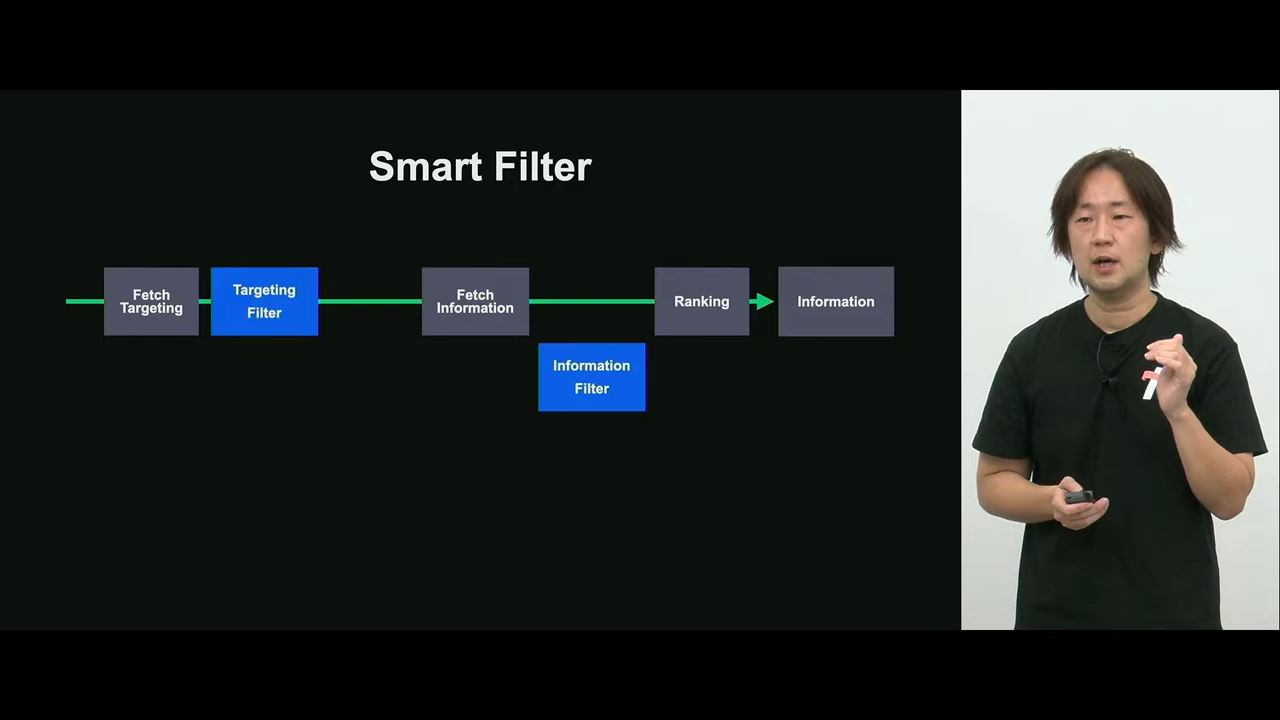 Smart Filter
Fetch
Targeting
Targeting
Filter
Fetch
Information
Ranking
Information
Information
Filter